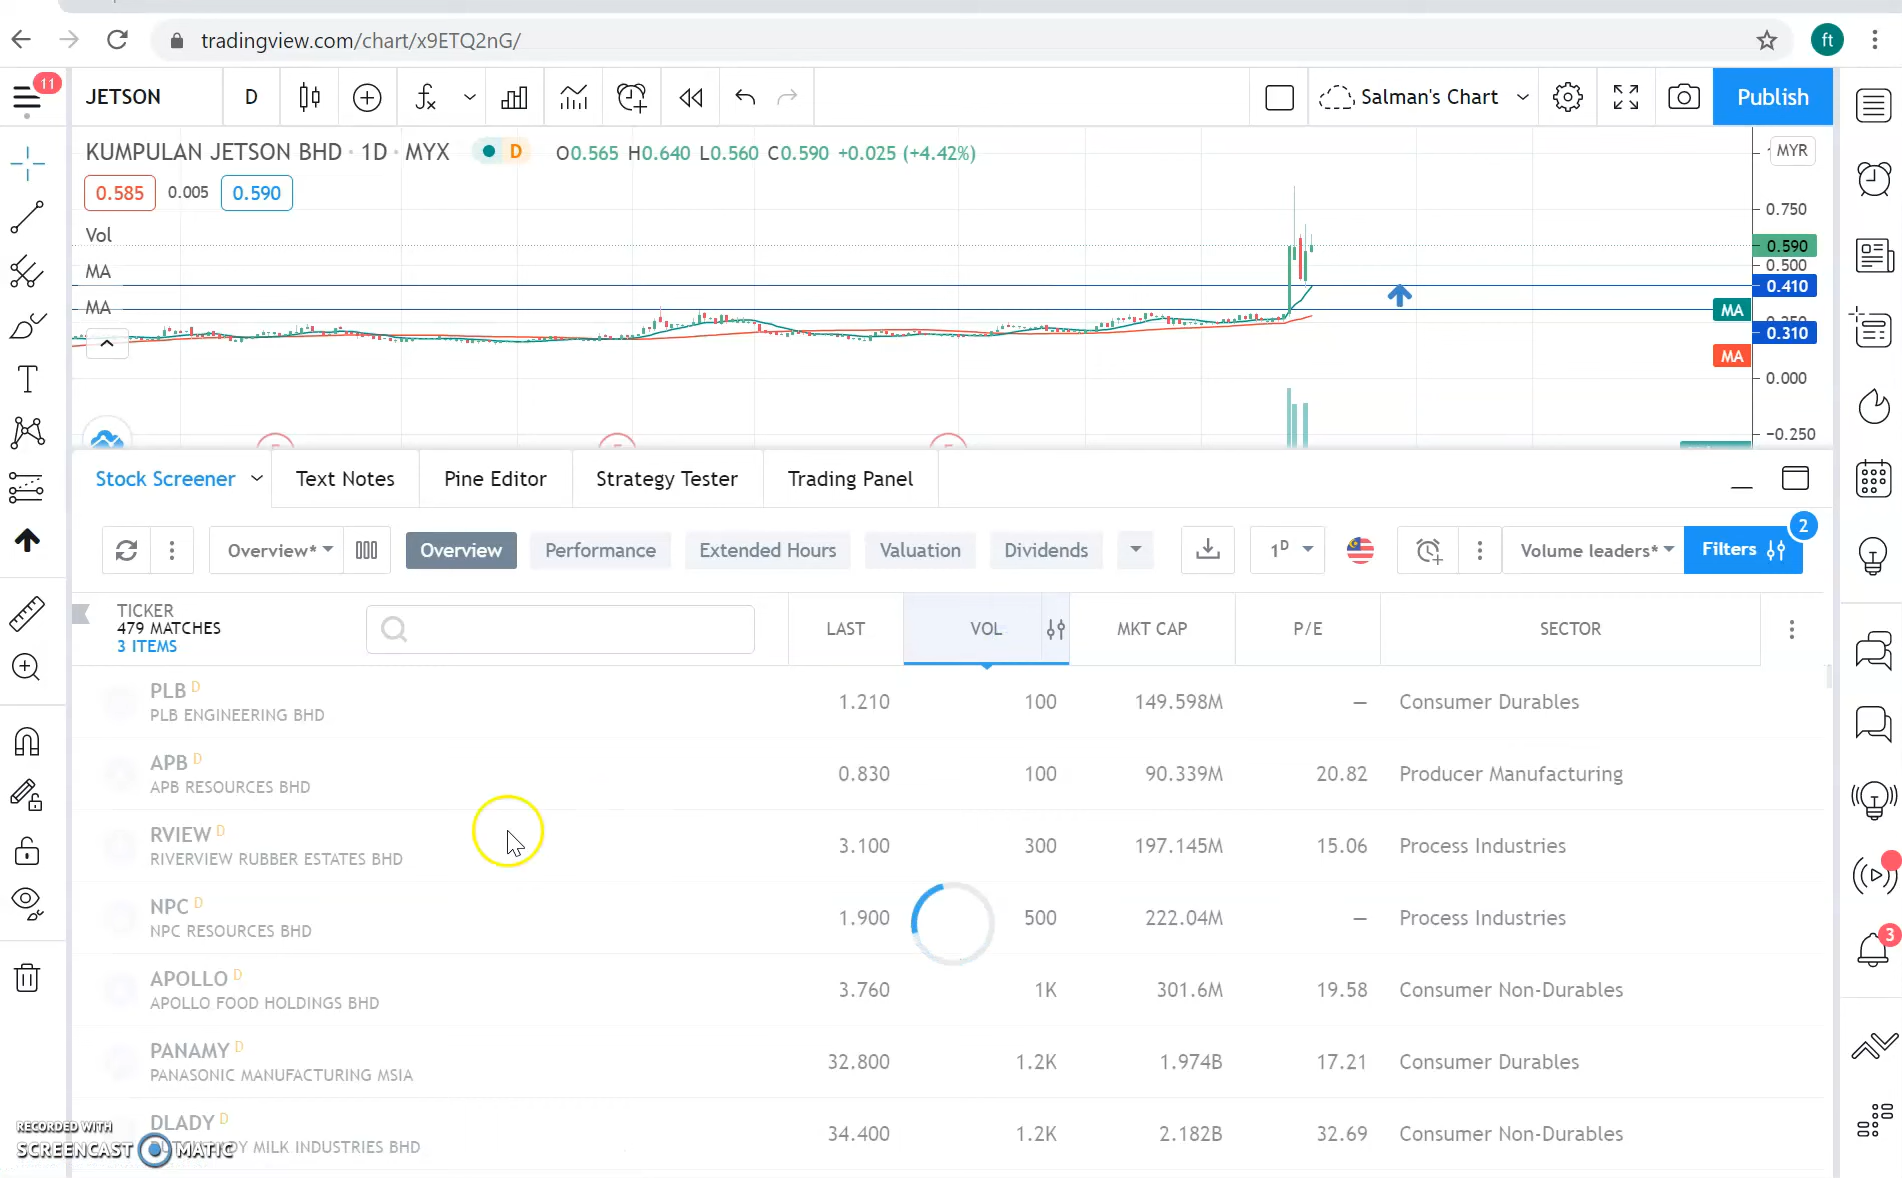 tradingview.com/chart/x9ETQ2nG/
ft
11
JETSON
D
Salman's Chart
Publish
KUMPULAN JETSON BHD · 1D · MYX
D
O0.565 H0.640 L0.560 C0.590 +0.025 (+4.42%)
MYR
0.585
0.005
0.590
Vol
MA
MA
0.750
0.590
0.500
0.410
MA
0.310
MA
0.000
−0.250
Stock Screener
Text Notes
Pine Editor
Strategy Tester
Trading Panel
2
Overview*
Overview
Performance
Extended Hours
Valuation
Dividends
1D
Volume leaders*
Filters
TICKER
479 MATCHES
3 ITEMS
LAST
VOL
MKT CAP
P/E
SECTOR
PLB D
PLB ENGINEERING BHD
1.210
100
149.598M
—
Consumer Durables
APB D
APB RESOURCES BHD
0.830
100
90.339M
20.82
Producer Manufacturing
RVIEW D
RIVERVIEW RUBBER ESTATES BHD
3.100
300
197.145M
15.06
Process Industries
NPC D
NPC RESOURCES BHD
1.900
500
222.04M
—
Process Industries
3
APOLLO D
APOLLO FOOD HOLDINGS BHD
3.760
1K
301.6M
19.58
Consumer Non-Durables
PANAMY D
PANASONIC MANUFACTURING MSIA
32.800
1.2K
1.974B
17.21
Consumer Durables
DLADY D
MILK INDUSTRIES BHD
34.400
1.2K
2.182B
32.69
Consumer Non-Durables
RECORDED WITH
SCREENCAST MATIC